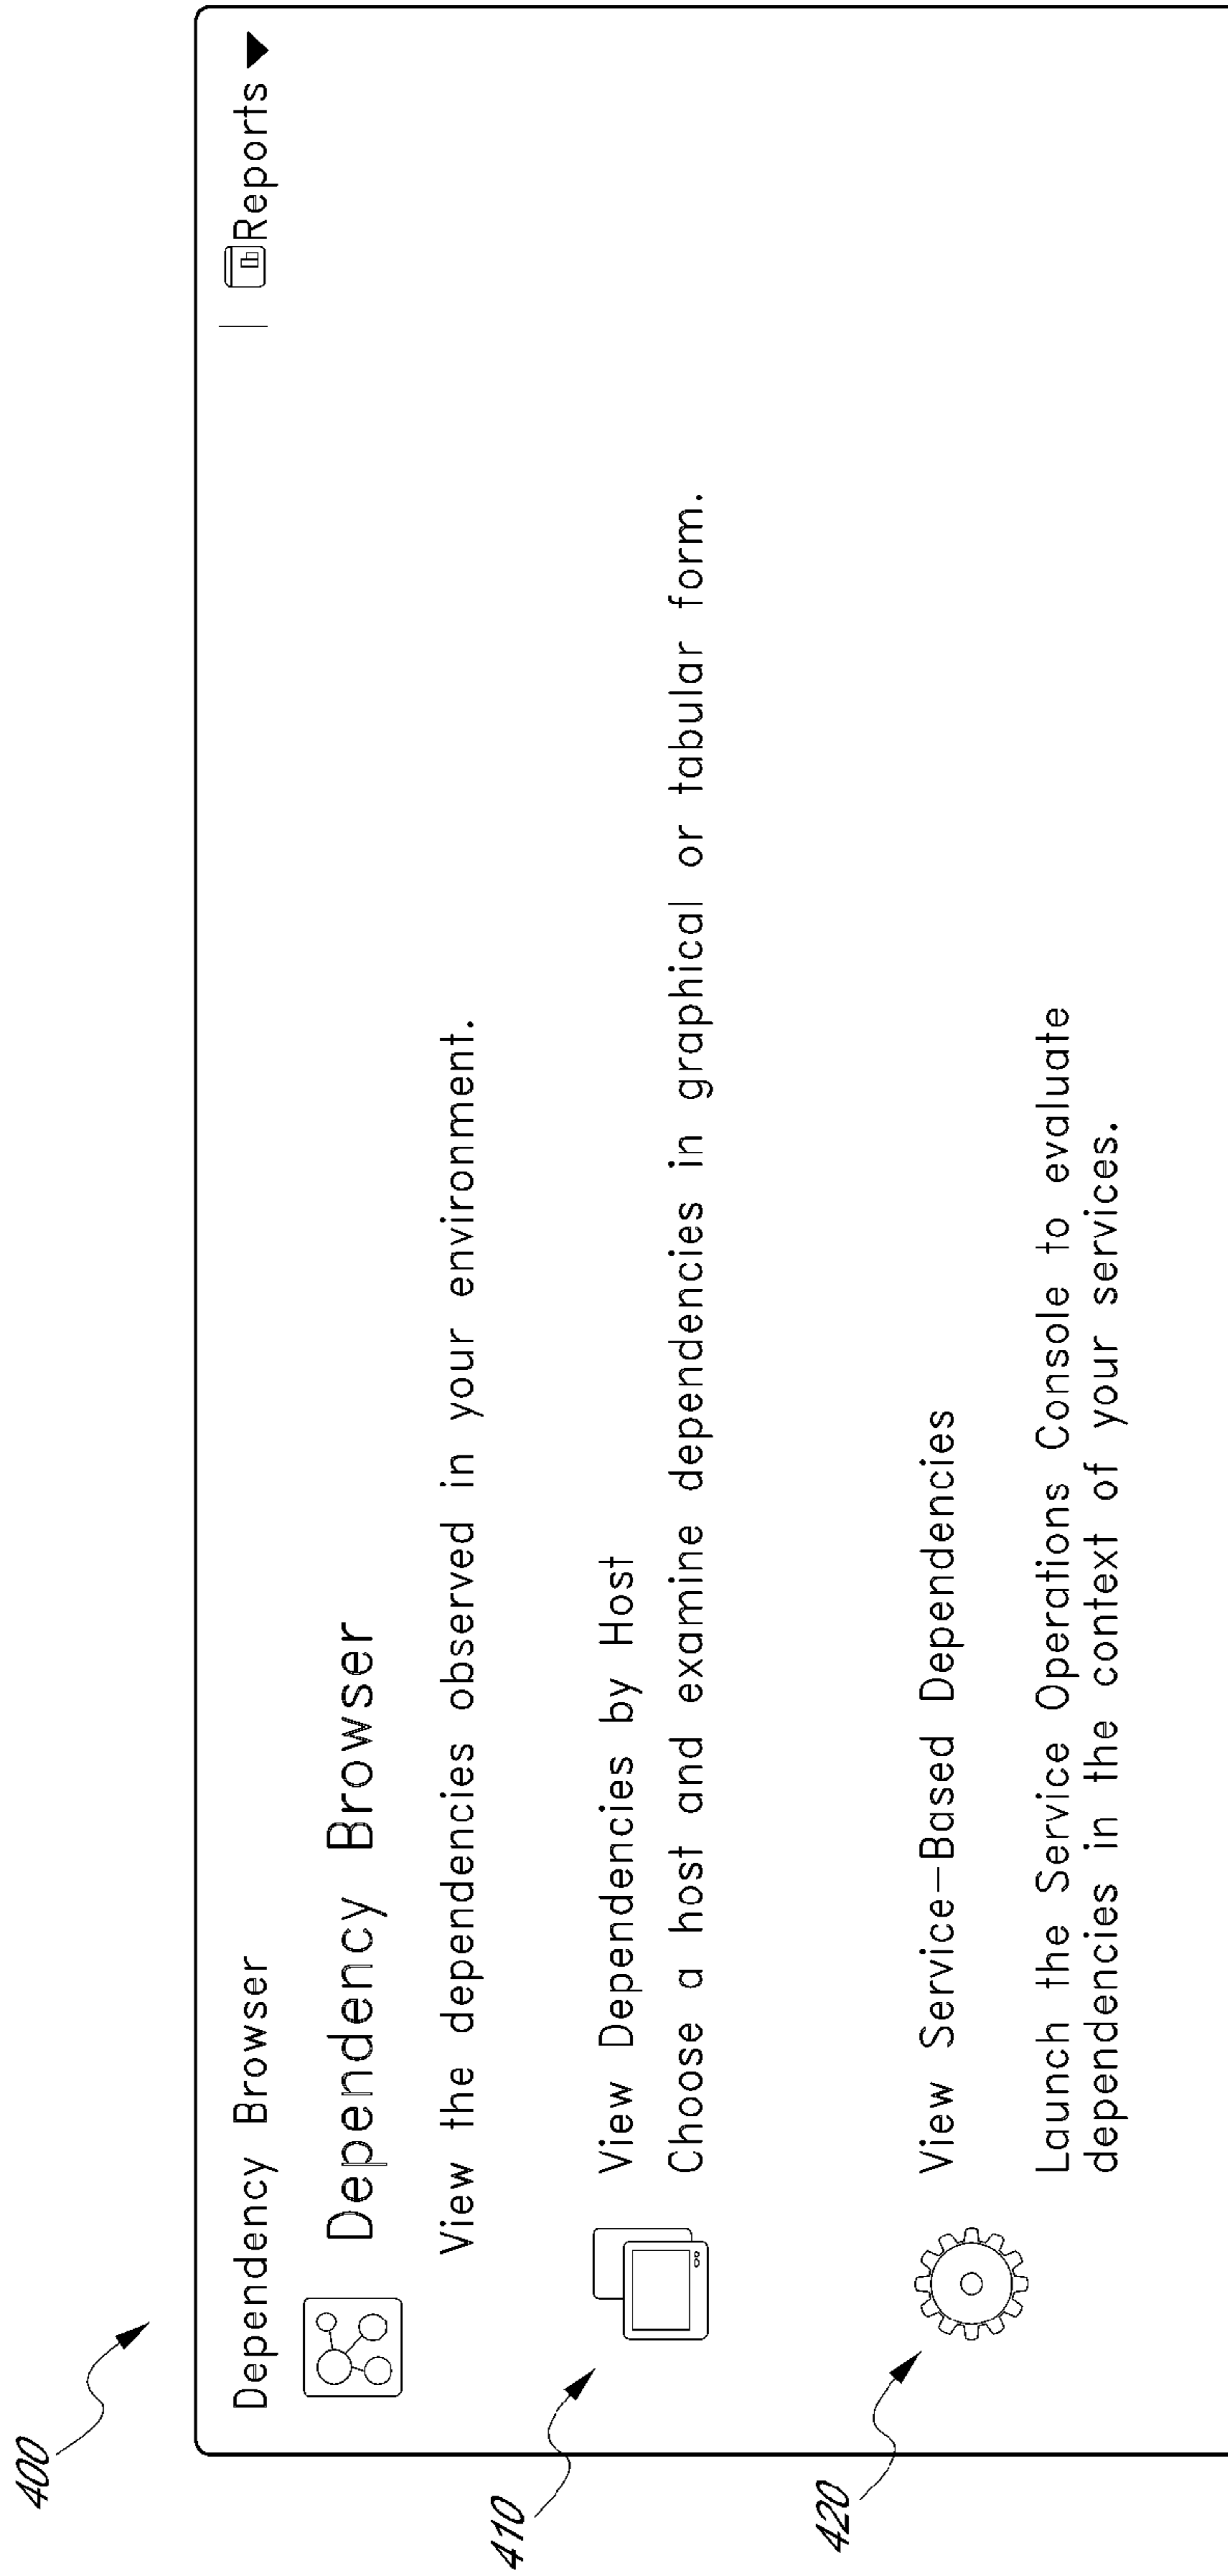 400
Dependency Browser
Reports
Dependency Browser
View the dependencies observed in your environment.
410
View Dependencies by Host
Choose a host and examine dependencies in graphical or tabular form.
420
View Service-Based Dependencies
Launch the Service Operations Console to evaluate
dependencies in the context of your services.